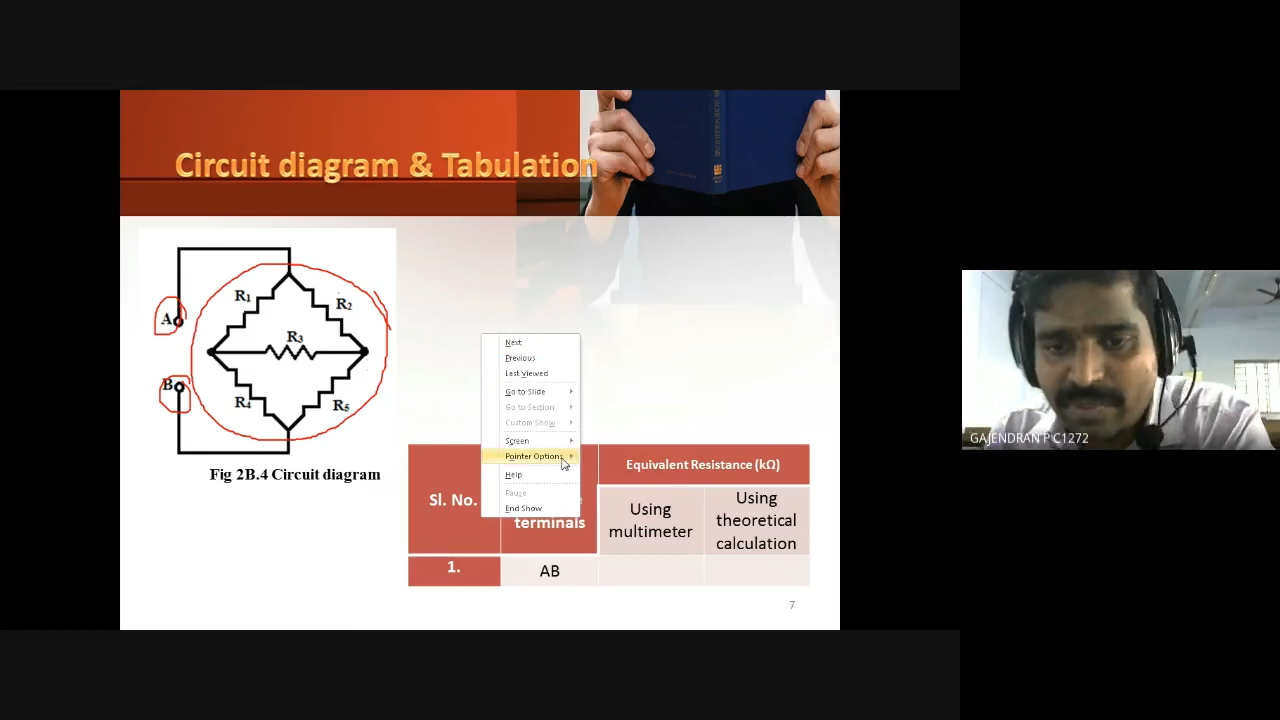 Circuit diagram & Tabulation
R1
R2
A
R3
B
R4
R5
Fig 2B.4 Circuit diagram
Next
Previous
Last Viewed
Go to Slide
Go to Section
Custom Show
Screen
Pointer Options
Help
Pause
End Show
Sl. No.
terminals
Equivalent Resistance (kΩ)
Using
multimeter
Using
theoretical
calculation
1.
AB
7
GAJENDRAN P C1272